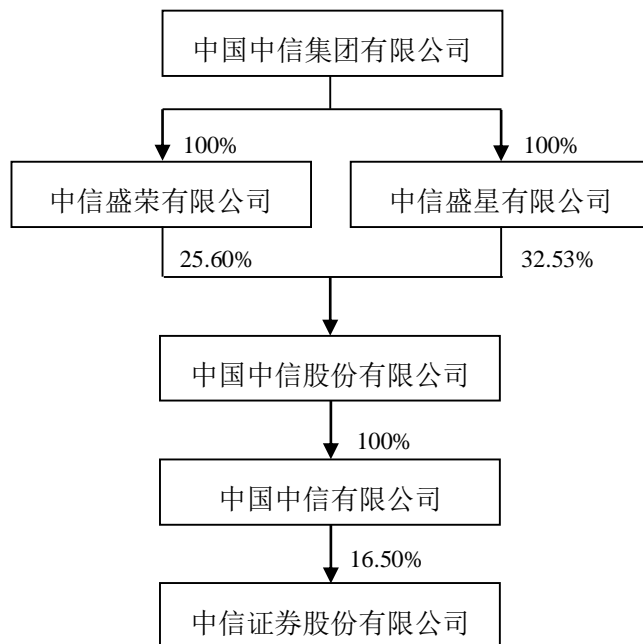 中国中信集团有限公司
100%
100%
中信盛荣有限公司
中信盛星有限公司
25.60%
32.53%
中国中信股份有限公司
100%
中国中信有限公司
16.50%
中信证券股份有限公司